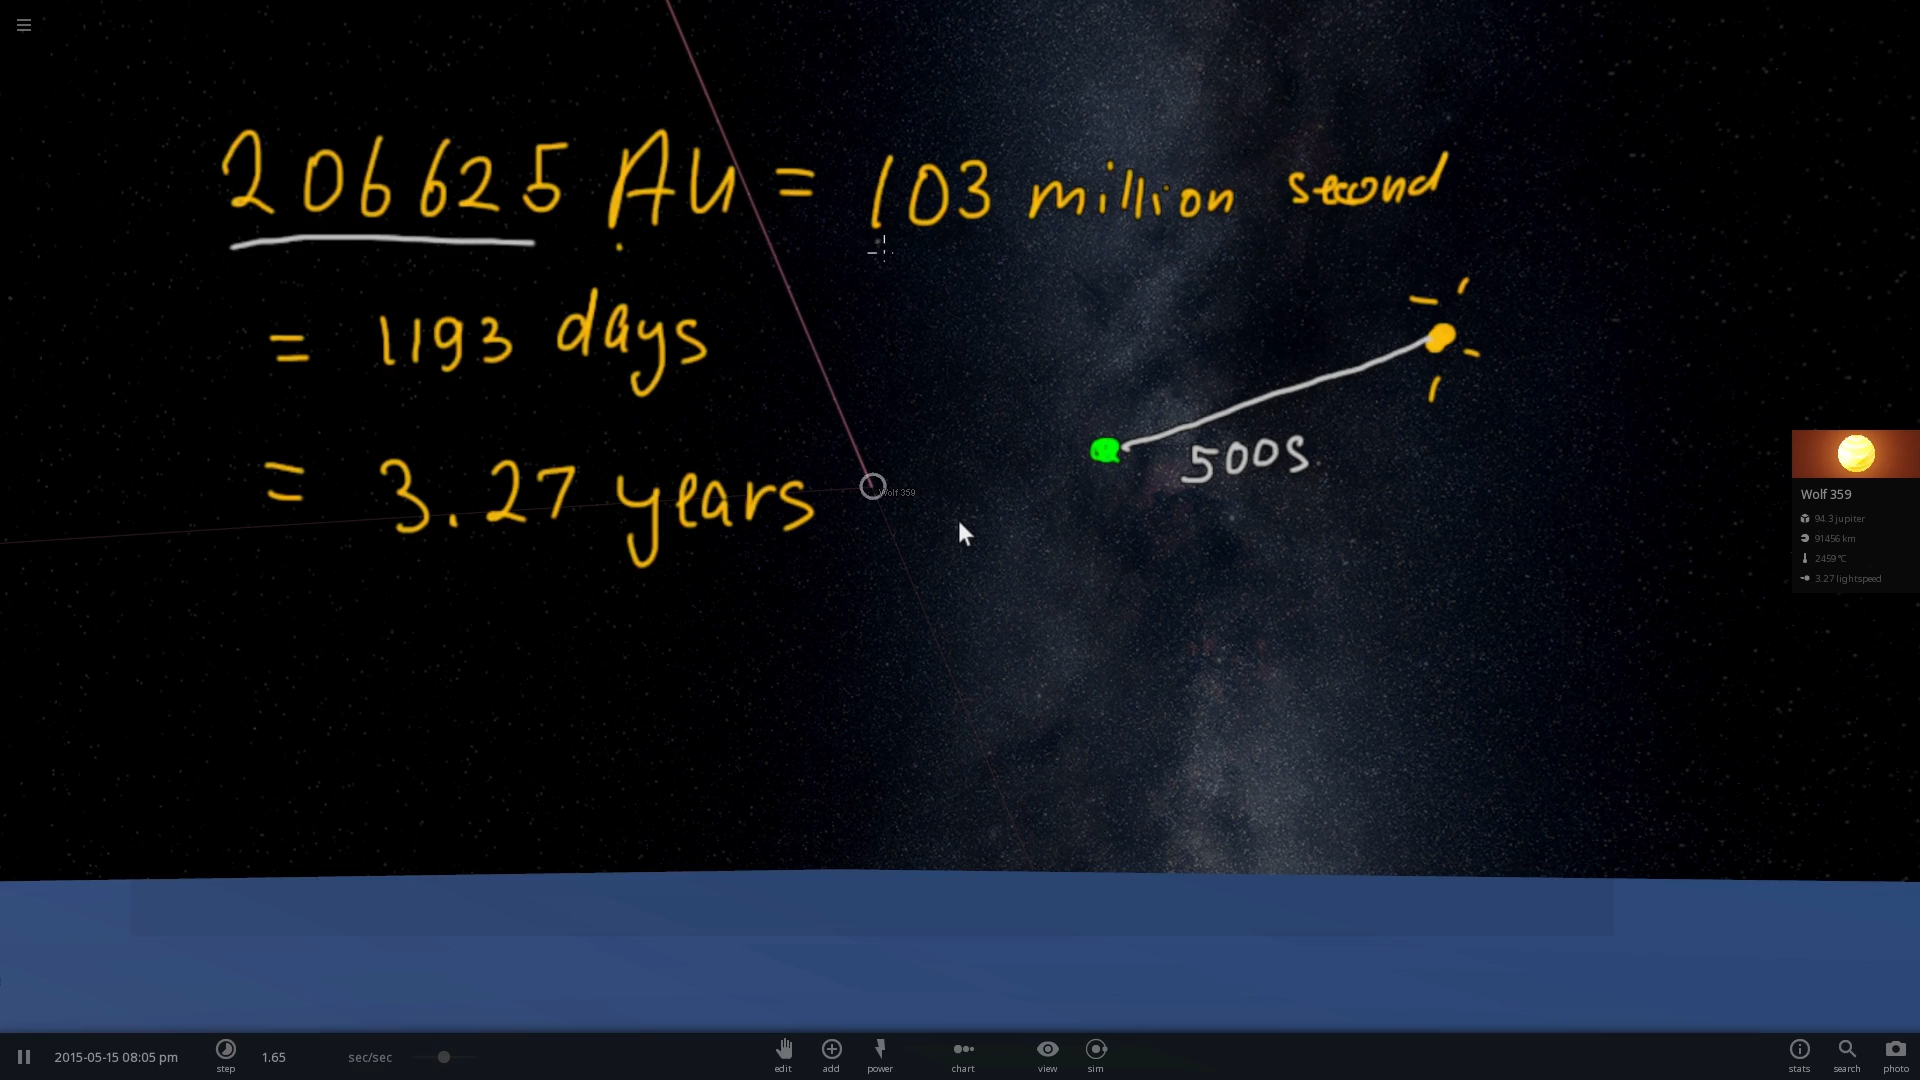 206625 AU = 103 million second
= 1193 days
500s
= 3.27 years
Wolf 359
Wolf 359
94.3 jupiter
91456 km
2459 °C
3.27 lightspeed
2015-05-15 08:05 pm
step
1.65
sec/sec
edit
add
power
chart
view
sim
stats
search
photo